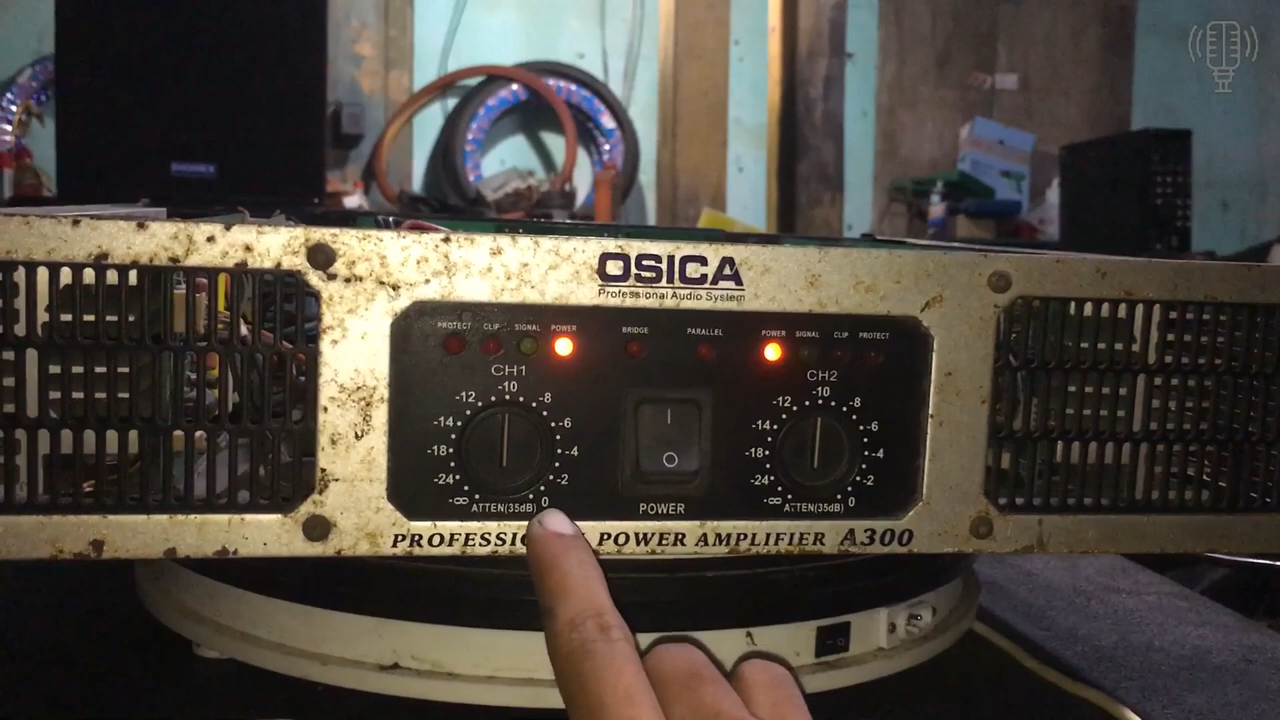 OSICA
Professional Audio System
PROTECT CLIP SIGNAL POWER BRIDGE PARALLEL POWER SIGNAL CLIP PROTECT
CH1 CH2
-10 -10
-12 -8 -12 -8
-14 -6 -14 -6
-18 -4 -18 -4
-24 -2 -24 -2
-∞ ATTEN(35dB) 0 POWER -∞ ATTEN(35dB) 0
POWER AMPLIFIER A300